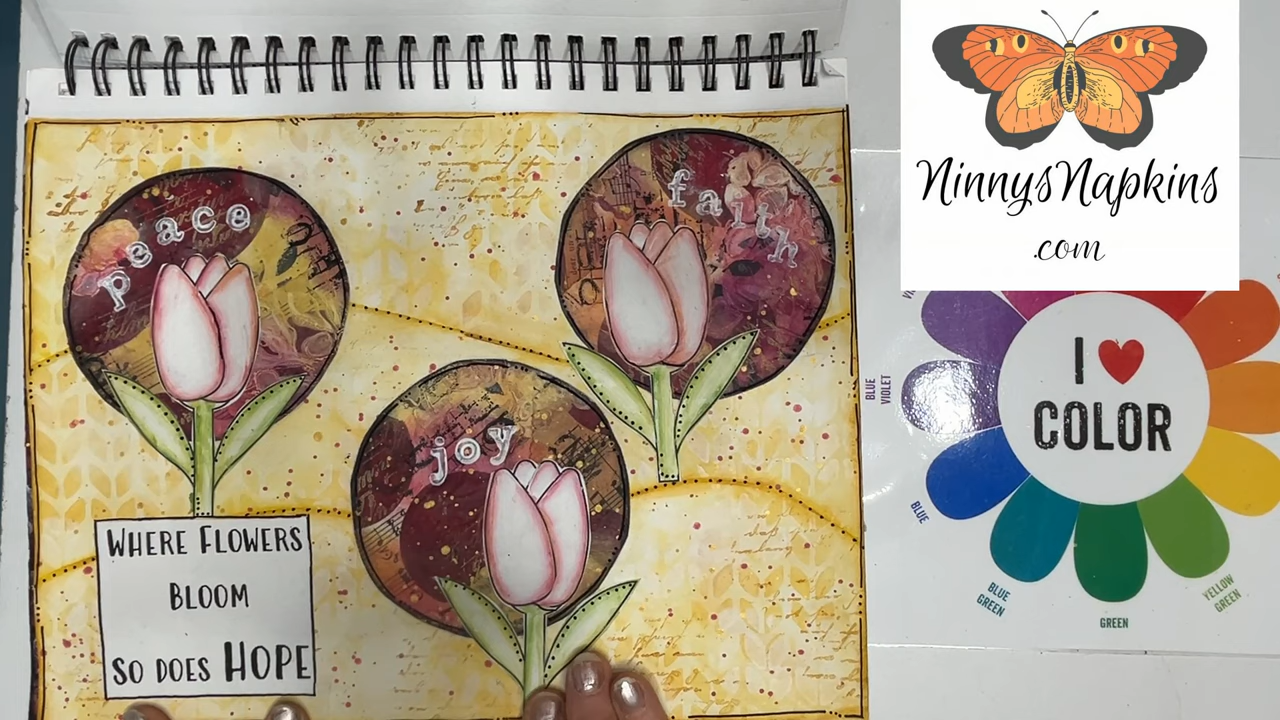 peace
faith
joy
WHERE FLOWERS
BLOOM
SO DOES HOPE
NinnysNapkins
.com
I ♥
COLOR
BLUE
VIOLET
BLUE
BLUE
GREEN
GREEN
YELLOW
GREEN